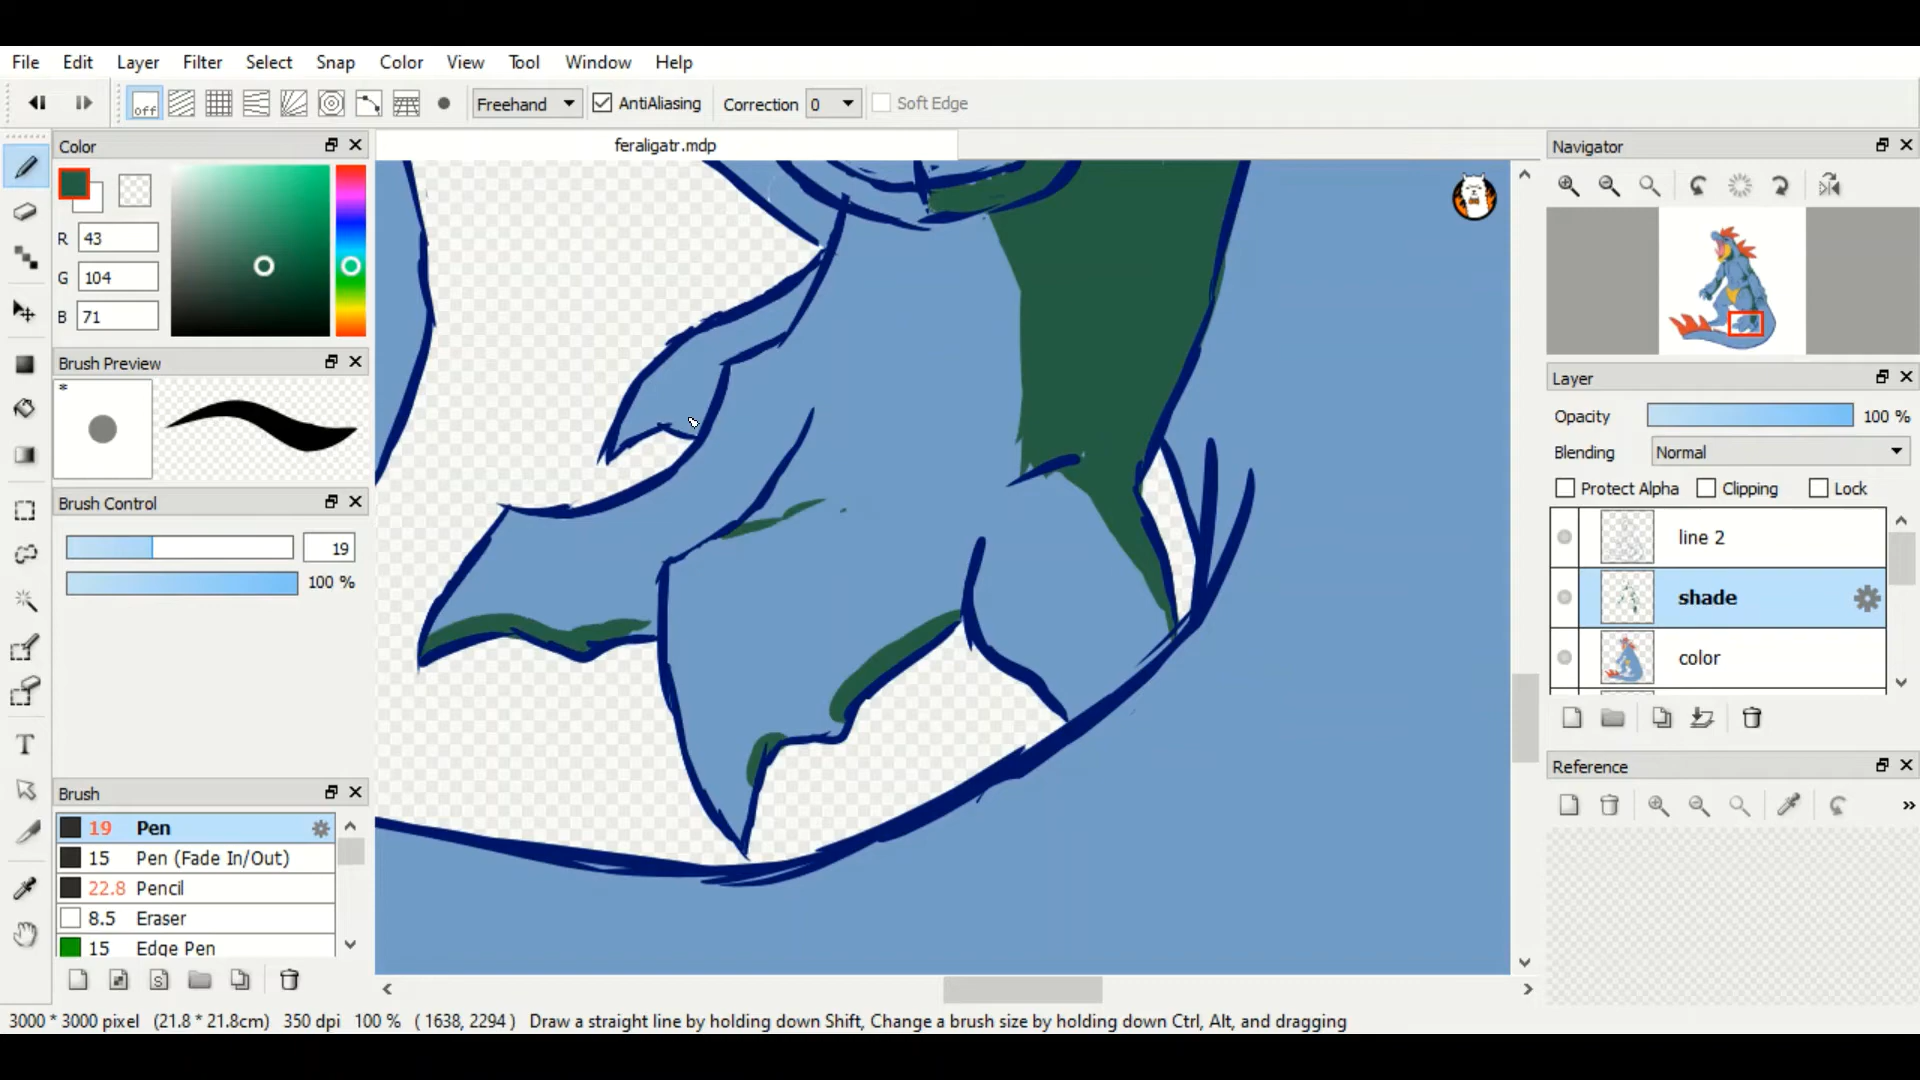 File Edit Layer Filter Select Snap Color View Tool Window Help
off Freehand AntiAliasing Correction 0 Soft Edge
Color
R 43
G 104
B 71
Brush Preview
*
Brush Control
19
100 %
Brush
19 Pen
15 Pen (Fade In/Out)
22.8 Pencil
8.5 Eraser
15 Edge Pen
S
T
feraligatr.mdp
Navigator
Layer
Opacity 100 %
Blending Normal
Protect Alpha Clipping Lock
line 2
shade
color
Reference
3000 * 3000 pixel (21.8 * 21.8cm) 350 dpi 100 % ( 1638, 2294 ) Draw a straight line by holding down Shift, Change a brush size by holding down Ctrl, Alt, and dragging